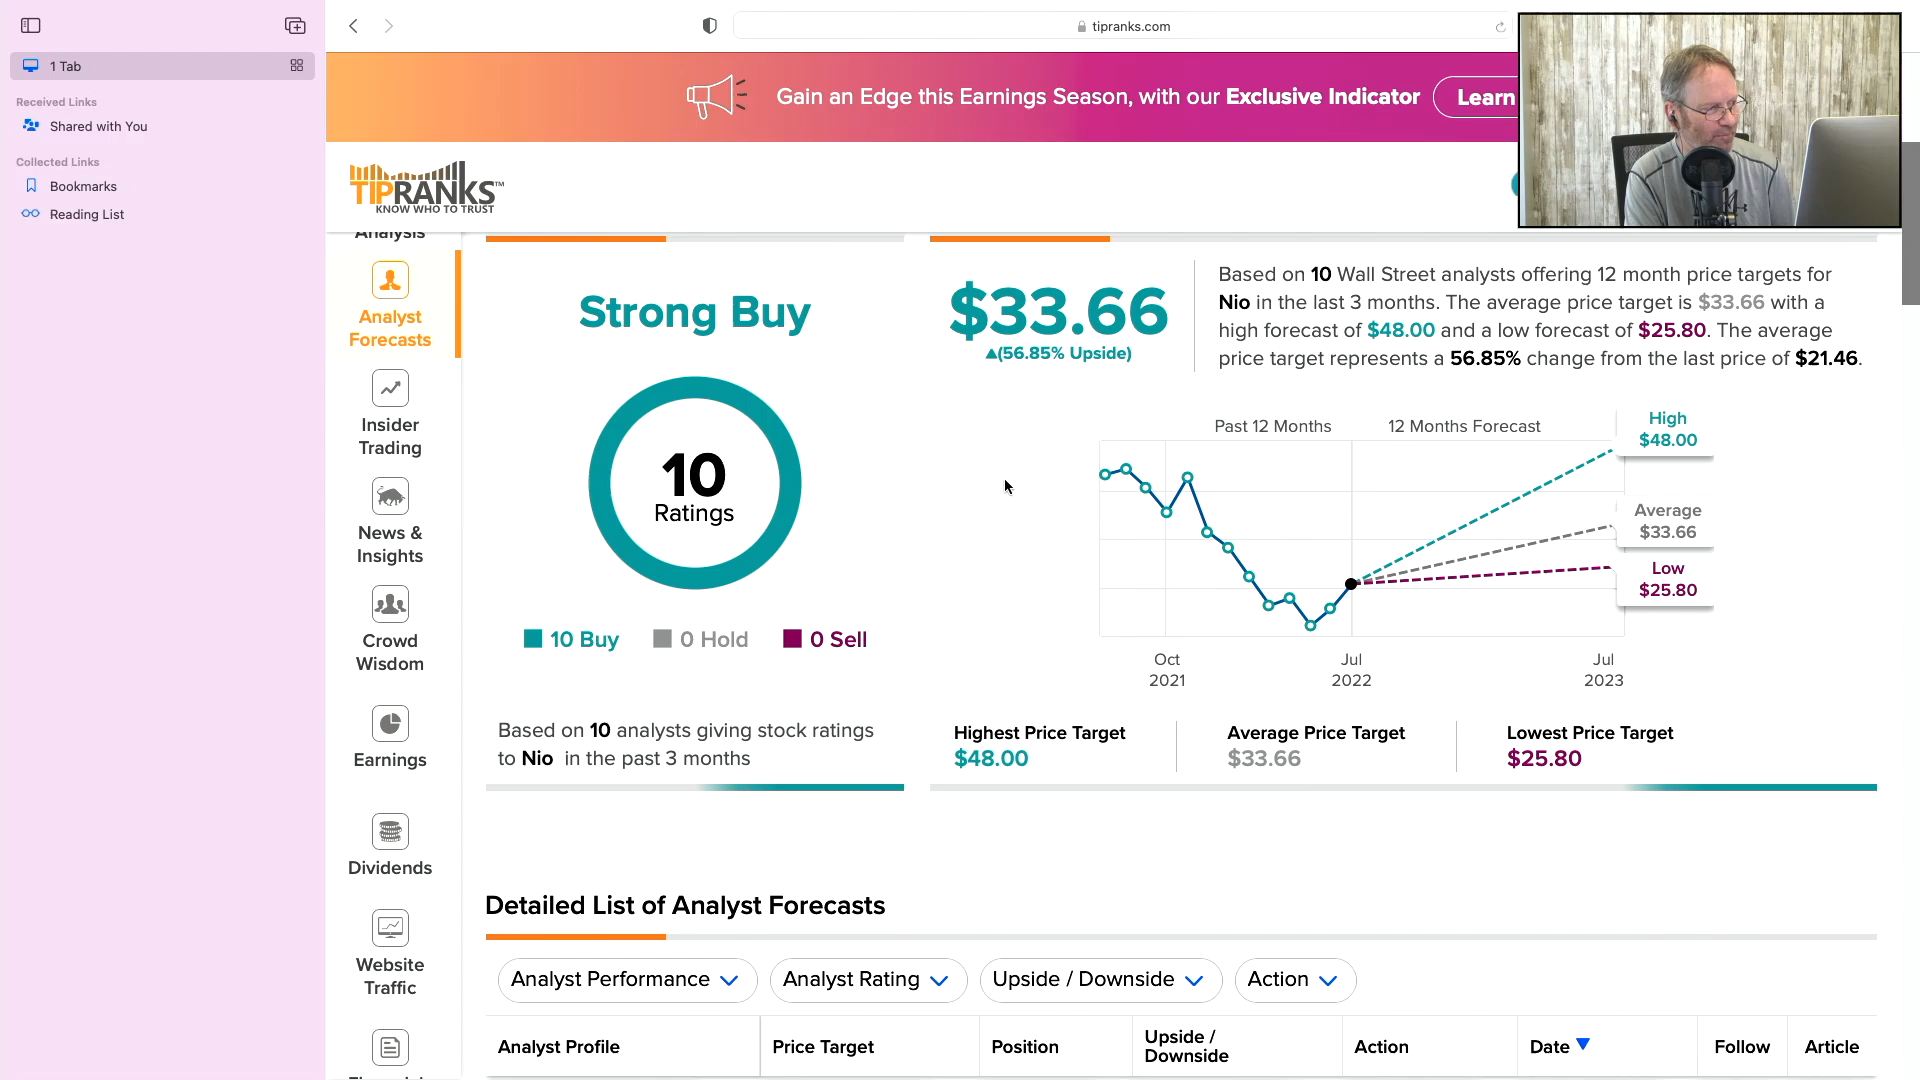 1 Tab
Received Links
Shared with You
Collected Links
Bookmarks
Reading List
tipranks.com
Gain an Edge this Earnings Season, with our Exclusive Indicator
Learn
TIPRANKS™
KNOW WHO TO TRUST
Analysis
Analyst
Forecasts
Insider
Trading
News &
Insights
Crowd
Wisdom
Earnings
Dividends
Website
Traffic
Strong Buy
10
Ratings
10 Buy
0 Hold
0 Sell
Based on 10 analysts giving stock ratings
to Nio in the past 3 months
$33.66
▲(56.85% Upside)
Based on 10 Wall Street analysts offering 12 month price targets for
Nio in the last 3 months. The average price target is $33.66 with a
high forecast of $48.00 and a low forecast of $25.80. The average
price target represents a 56.85% change from the last price of $21.46.
Past 12 Months
12 Months Forecast
High
$48.00
Average
$33.66
Low
$25.80
Oct
2021
Jul
2022
Jul
2023
Highest Price Target
$48.00
Average Price Target
$33.66
Lowest Price Target
$25.80
Detailed List of Analyst Forecasts
Analyst Performance
Analyst Rating
Upside / Downside
Action
Analyst Profile
Price Target
Position
Upside /
Downside
Action
Date
Follow
Article